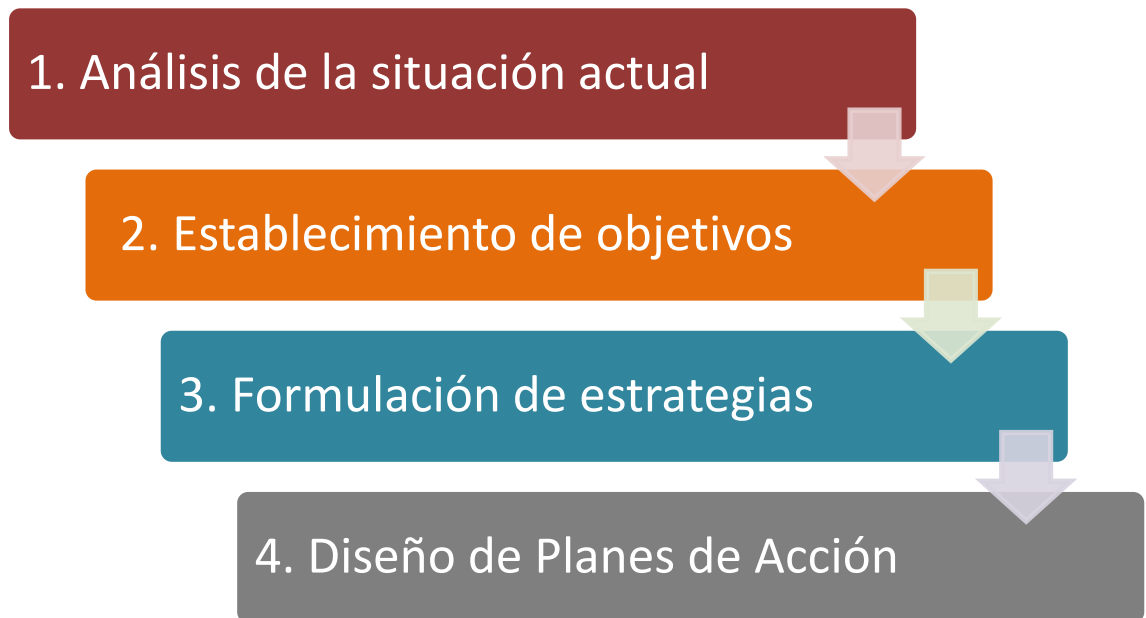 1. Análisis de la situación actual
2. Establecimiento de objetivos
3. Formulación de estrategias
4. Diseño de Planes de Acción